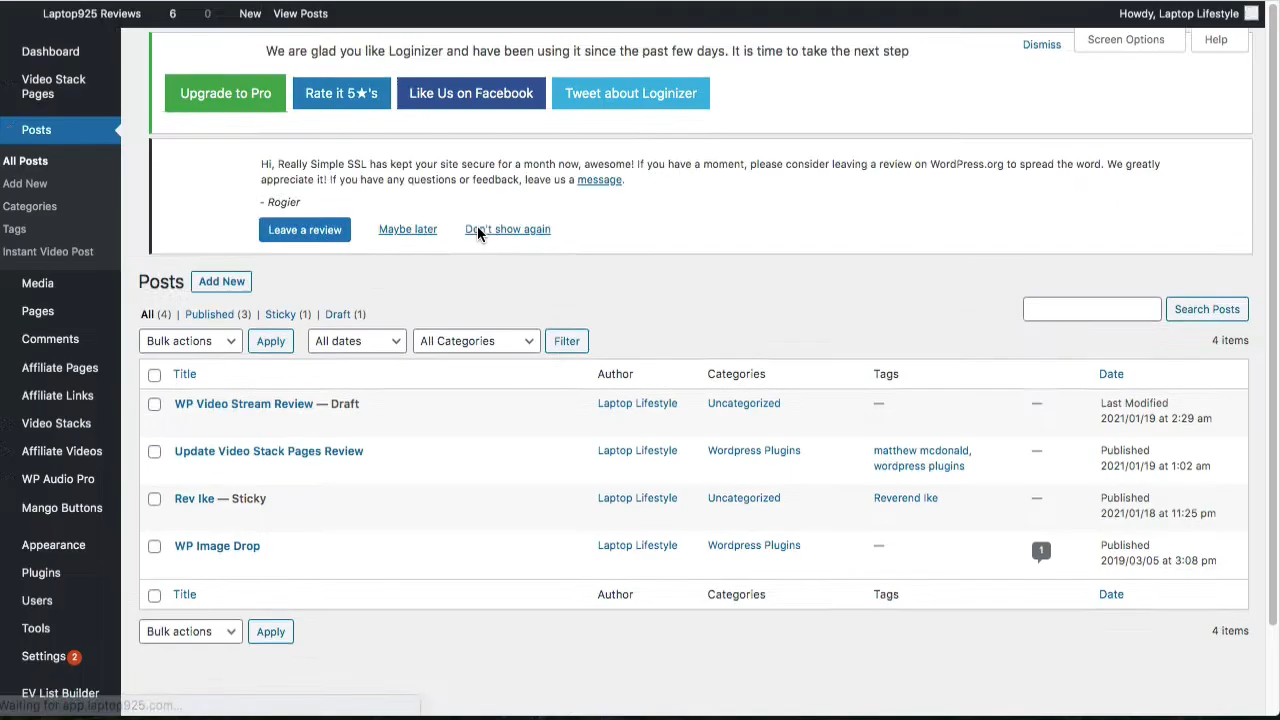 Laptop925 Reviews 6 0 New View Posts Howdy, Laptop Lifestyle
Dashboard
Video Stack
Pages
Posts
All Posts
Add New
Categories
Tags
Instant Video Post
Media
Pages
Comments
Affiliate Pages
Affiliate Links
Video Stacks
Affiliate Videos
WP Audio Pro
Mango Buttons
Appearance
Plugins
Users
Tools
Settings 2
EV List Builder
Waiting for app.laptop925.com...
Screen Options Help
We are glad you like Loginizer and have been using it since the past few days. It is time to take the next step
Dismiss
Upgrade to Pro Rate it 5★'s Like Us on Facebook Tweet about Loginizer
Hi, Really Simple SSL has kept your site secure for a month now, awesome! If you have a moment, please consider leaving a review on WordPress.org to spread the word. We greatly
appreciate it! If you have any questions or feedback, leave us a message.
- Rogier
Leave a review Maybe later Don't show again
Posts Add New
All (4) | Published (3) | Sticky (1) | Draft (1)
Search Posts
Bulk actions Apply All dates All Categories Filter 4 items
Title Author Categories Tags Date
WP Video Stream Review — Draft Laptop Lifestyle Uncategorized — — Last Modified
2021/01/19 at 2:29 am
Update Video Stack Pages Review Laptop Lifestyle Wordpress Plugins matthew mcdonald, — Published
wordpress plugins 2021/01/19 at 1:02 am
Rev Ike — Sticky Laptop Lifestyle Uncategorized Reverend Ike — Published
2021/01/18 at 11:25 pm
WP Image Drop Laptop Lifestyle Wordpress Plugins — 1 Published
2019/03/05 at 3:08 pm
Title Author Categories Tags Date
Bulk actions Apply 4 items